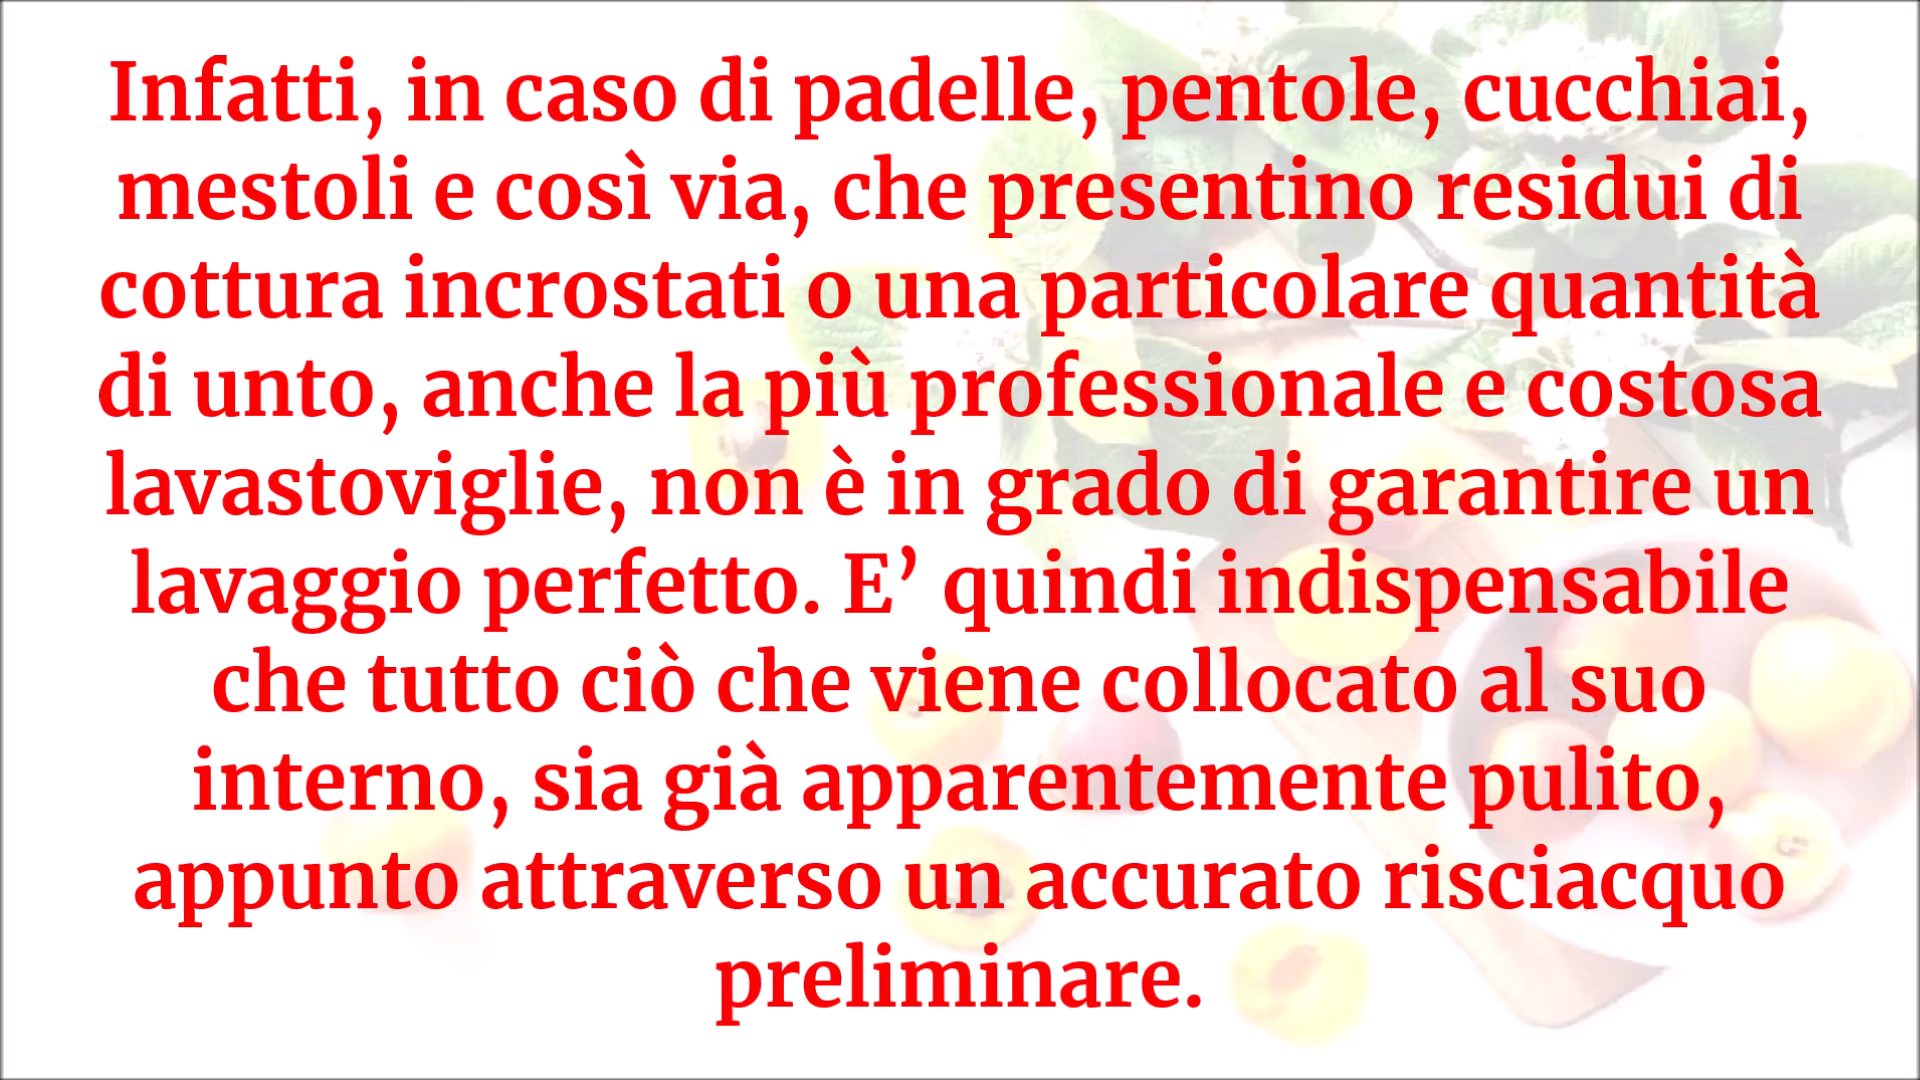 Infatti, in caso di padelle, pentole, cucchiai,
mestoli e così via, che presentino residui di
cottura incrostati o una particolare quantità
di unto, anche la più professionale e costosa
lavastoviglie, non è in grado di garantire un
lavaggio perfetto. E’ quindi indispensabile
che tutto ciò che viene collocato al suo
interno, sia già apparentemente pulito,
appunto attraverso un accurato risciacquo
preliminare.